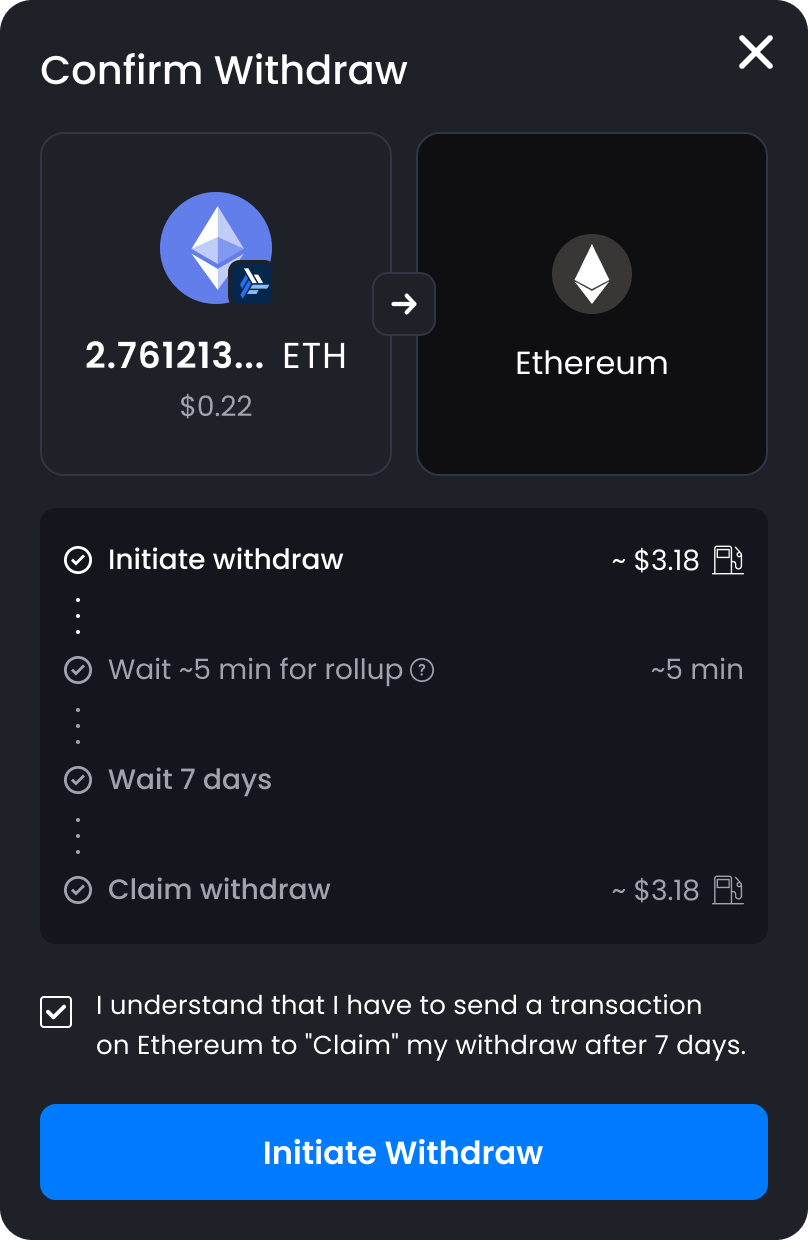 Confirm Withdraw
2.761213... ETH
$0.22
Ethereum
Initiate withdraw ~ $3.18
Wait ~5 min for rollup ? ~5 min
Wait 7 days
Claim withdraw ~ $3.18
I understand that I have to send a transaction
on Ethereum to "Claim" my withdraw after 7 days.
Initiate Withdraw